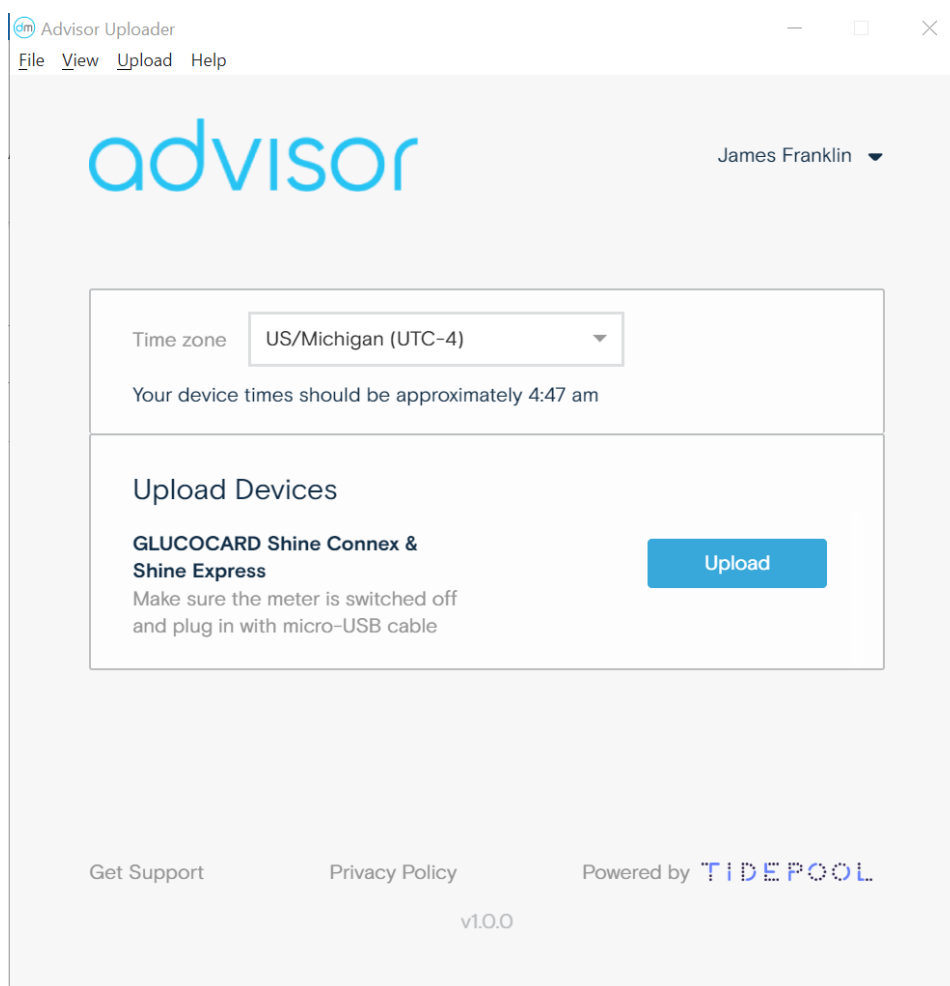 dm Advisor Uploader
File View Upload Help
advisor
James Franklin
Time zone US/Michigan (UTC-4)
Your device times should be approximately 4:47 am
Upload Devices
GLUCOCARD Shine Connex &
Shine Express
Make sure the meter is switched off
and plug in with micro-USB cable
Upload
Get Support Privacy Policy Powered by TIDEPOOL
v1.0.0